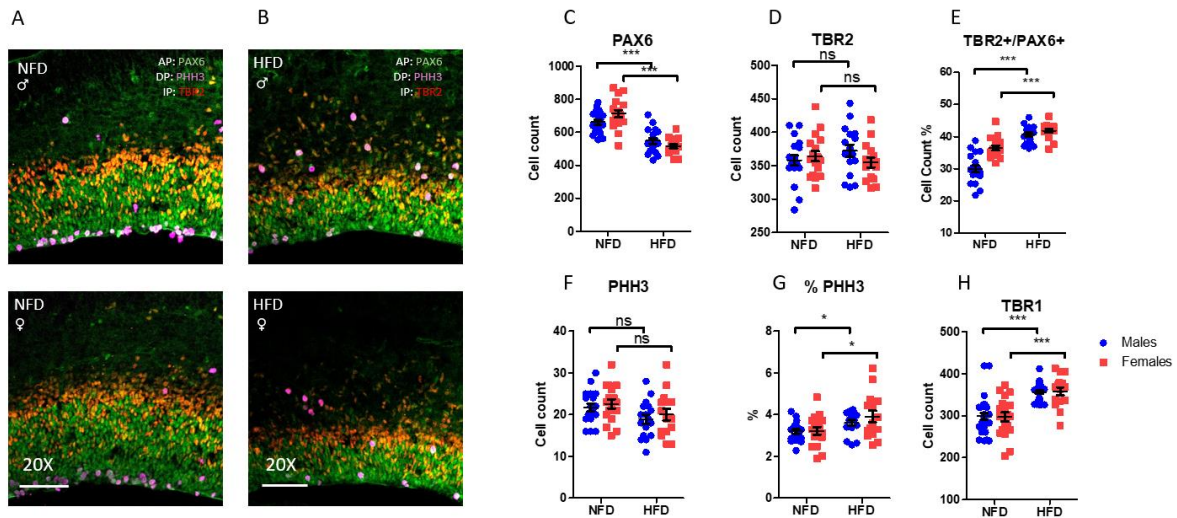 A
B
NFD
♂
AP: PAX6
DP: PHH3
IP: TBR2
HFD
♂
AP: PAX6
DP: PHH3
IP: TBR2
NFD
♀
20X
HFD
♀
20X
C
PAX6
***
***
Cell count
1000
800
600
400
200
0
NFD HFD
D
TBR2
ns
ns
Cell count
500
450
400
350
300
250
NFD HFD
E
TBR2+/PAX6+
***
***
Cell Count %
60
50
40
30
20
10
NFD HFD
F
PHH3
ns
ns
Cell count
40
30
20
10
0
NFD HFD
G
% PHH3
*
*
%
8
6
4
2
0
NFD HFD
H
TBR1
***
***
Cell count
500
400
300
200
100
NFD HFD
Males
Females